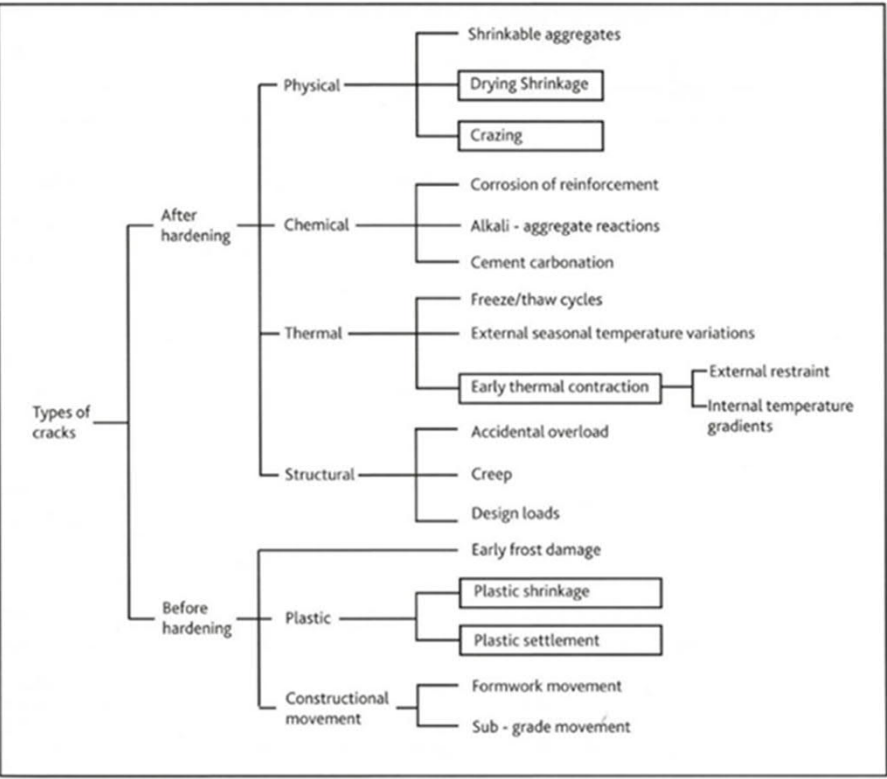 Types of
cracks
After
hardening
Physical
Shrinkable aggregates
Drying Shrinkage
Crazing
Chemical
Corrosion of reinforcement
Alkali - aggregate reactions
Cement carbonation
Thermal
Freeze/thaw cycles
External seasonal temperature variations
Early thermal contraction
External restraint
Internal temperature
gradients
Structural
Accidental overload
Creep
Design loads
Before
hardening
Early frost damage
Plastic
Plastic shrinkage
Plastic settlement
Constructional
movement
Formwork movement
Sub - grade movement